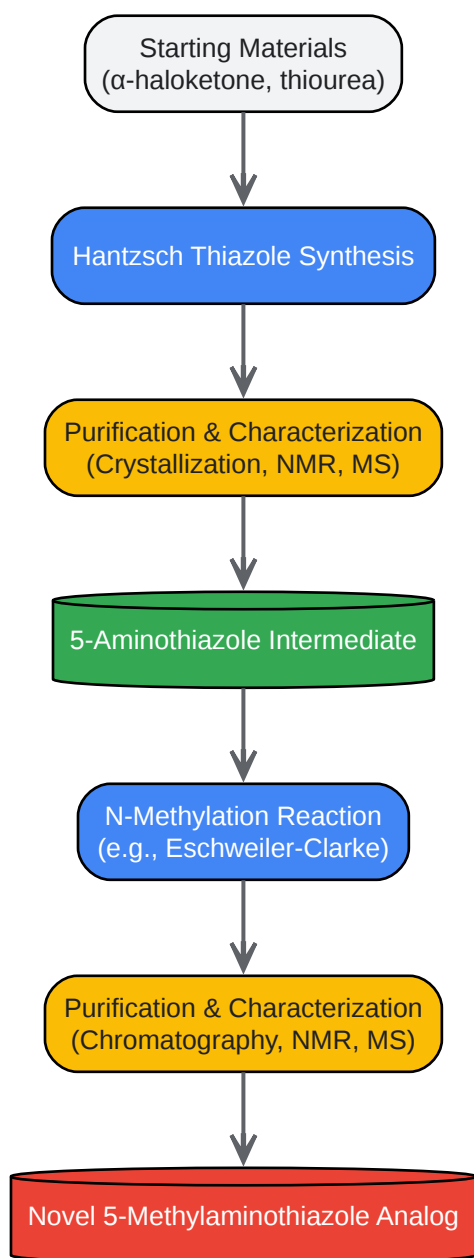 Starting Materials
(α-haloketone, thiourea)
Hantzsch Thiazole Synthesis
Purification & Characterization
(Crystallization, NMR, MS)
5-Aminothiazole Intermediate
N-Methylation Reaction
(e.g., Eschweiler-Clarke)
Purification & Characterization
(Chromatography, NMR, MS)
Novel 5-Methylaminothiazole Analog